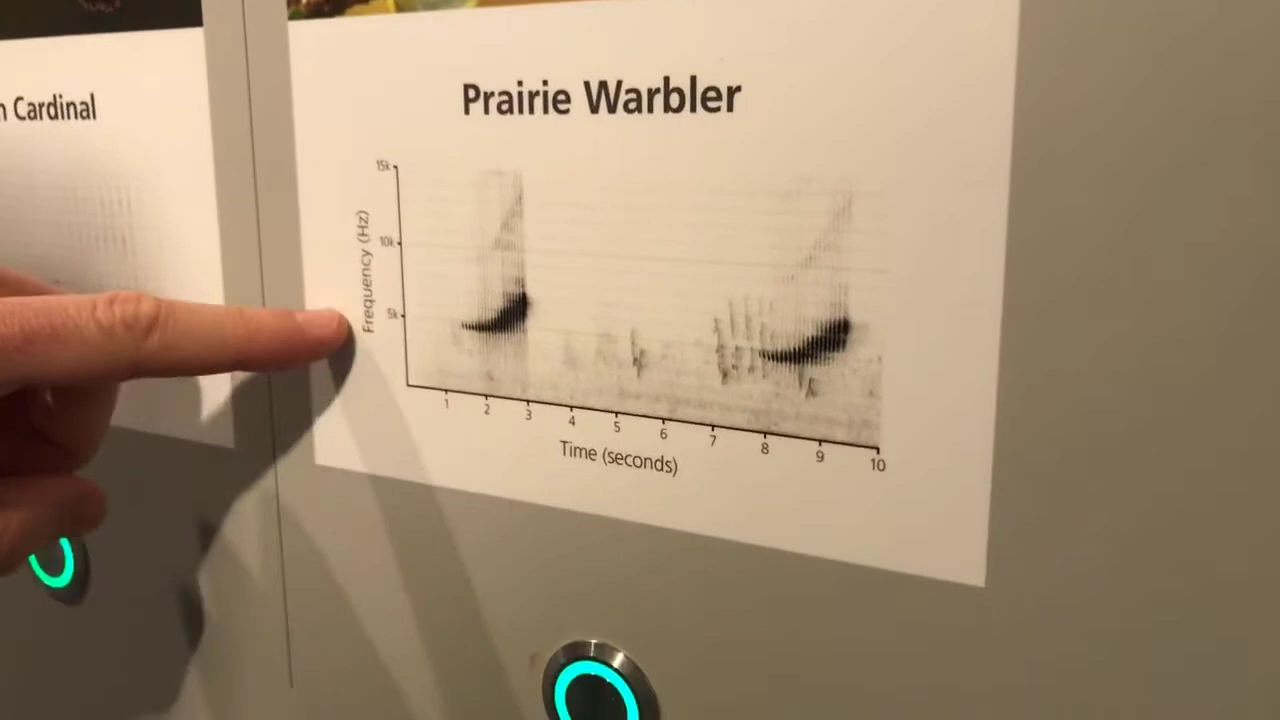 n Cardinal
Prairie Warbler
15k
10k
5k
Frequency (Hz)
1 2 3 4 5 6 7 8 9 10
Time (seconds)